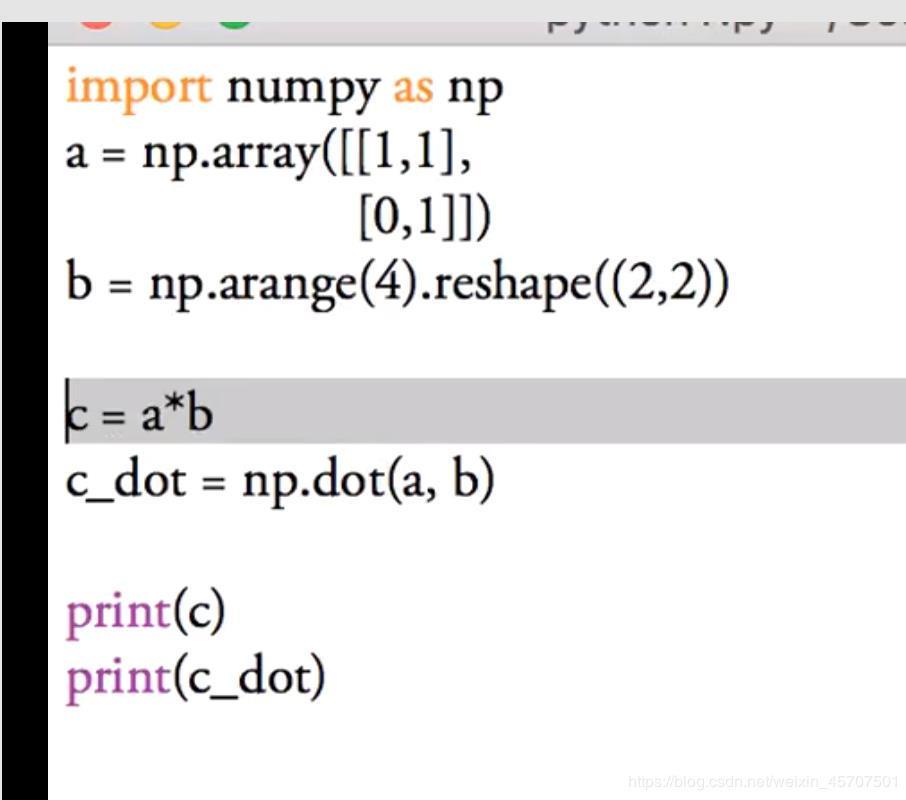 import numpy as np
a = np.array([[1,1],
[0,1]])
b = np.arange(4).reshape((2,2))
c = a*b
c_dot = np.dot(a, b)
print(c)
print(c_dot)
https://blog.csdn.net/weixin_45707501